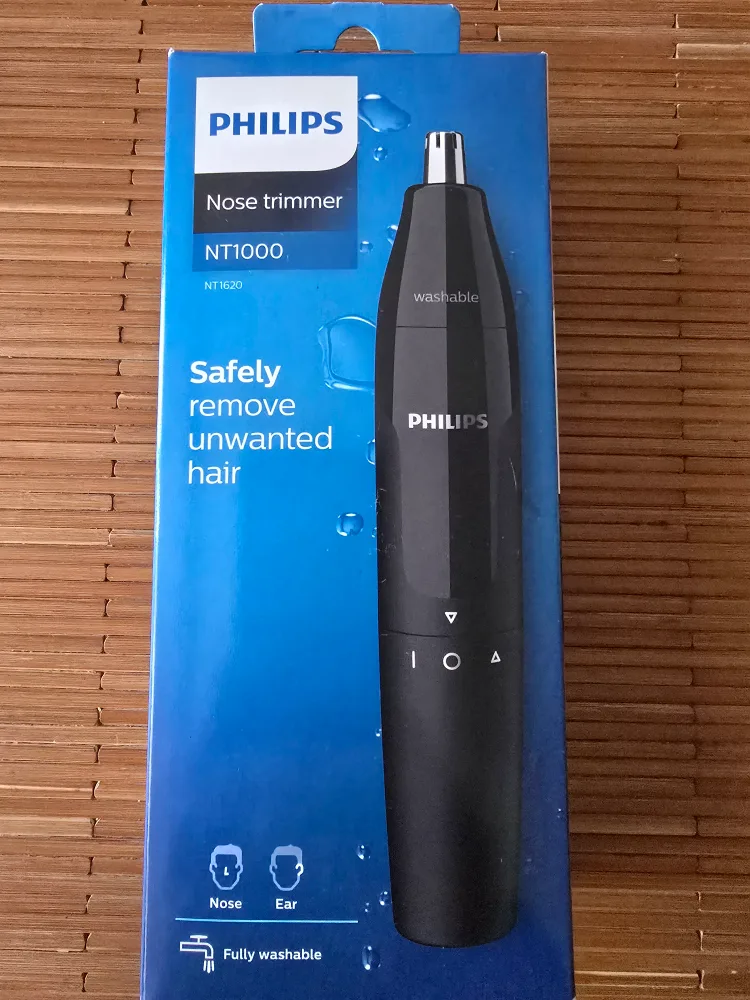 PHILIPS
Nose trimmer
NT1000
NT1620
Safely
remove
unwanted
hair
washable
PHILIPS
Nose
Ear
Fully washable